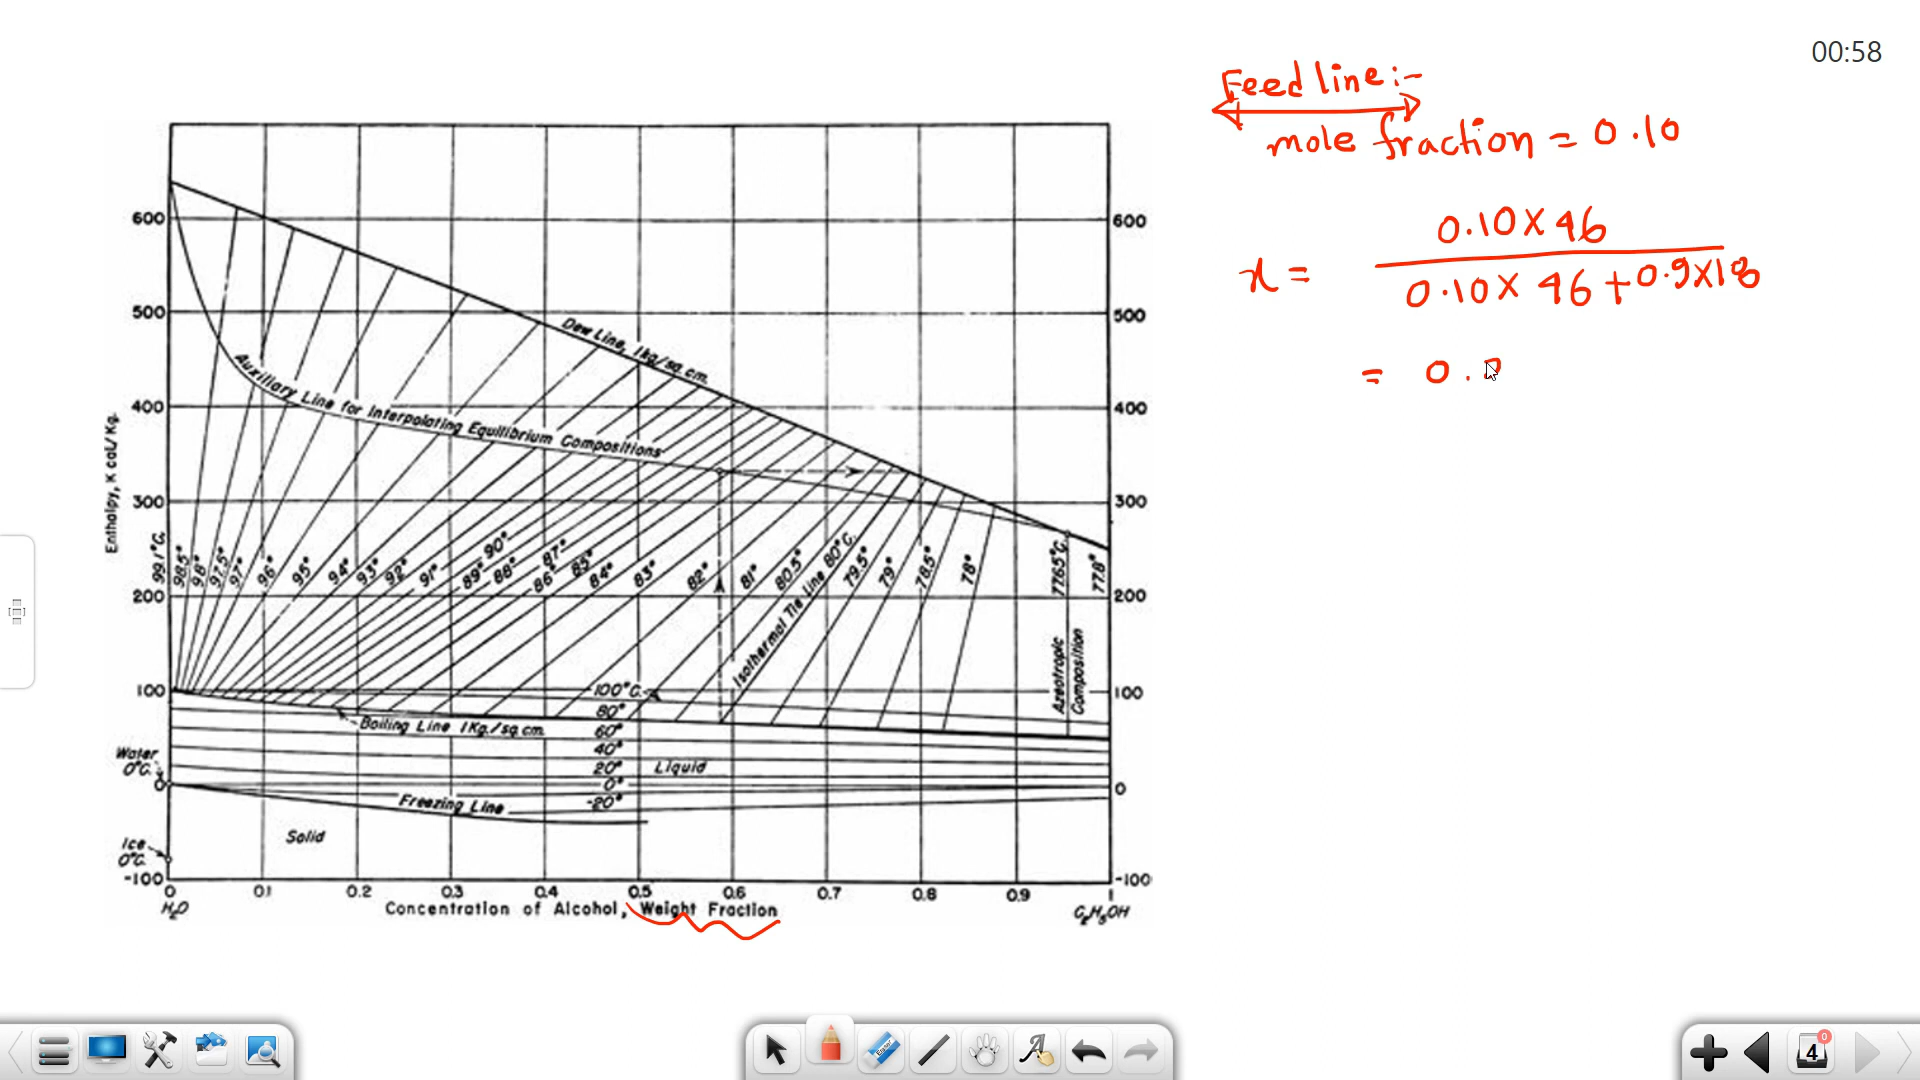 00:58
Feed line:-
mole fraction = 0.10
0.10 X 46
x =
0.10 X 46 + 0.9 X 18
= 0.
600
500
400
300
200
100
0
-100
Enthalpy, K cal/Kg.
600
500
400
300
200
100
0
-100
Dew Line, 1 kg/sq. cm.
Auxiliary Line for Interpolating Equilibrium Compositions
99.1°C.
98.5°
98°
97.5°
97°
96°
95°
94°
93°
92°
91°
90°
89°
88°
87°
86°
85°
84°
83°
82°
81°
80.5°
Isothermal Tie Line 80°C.
79.5°
79°
78.5°
78°
77.65°C.
77.8°
Azeotropic
Composition
100°C.
80°
Boiling Line 1 Kg./sq. cm.
60°
40°
Water
0°C.
20°
Liquid
0°
-20°
Freezing Line
Solid
Ice
0°C.
0
0.1
0.2
0.3
0.4
0.5
0.6
0.7
0.8
0.9
1
H2O
Concentration of Alcohol, Weight Fraction
C2H5OH
Eraser
A
4
0